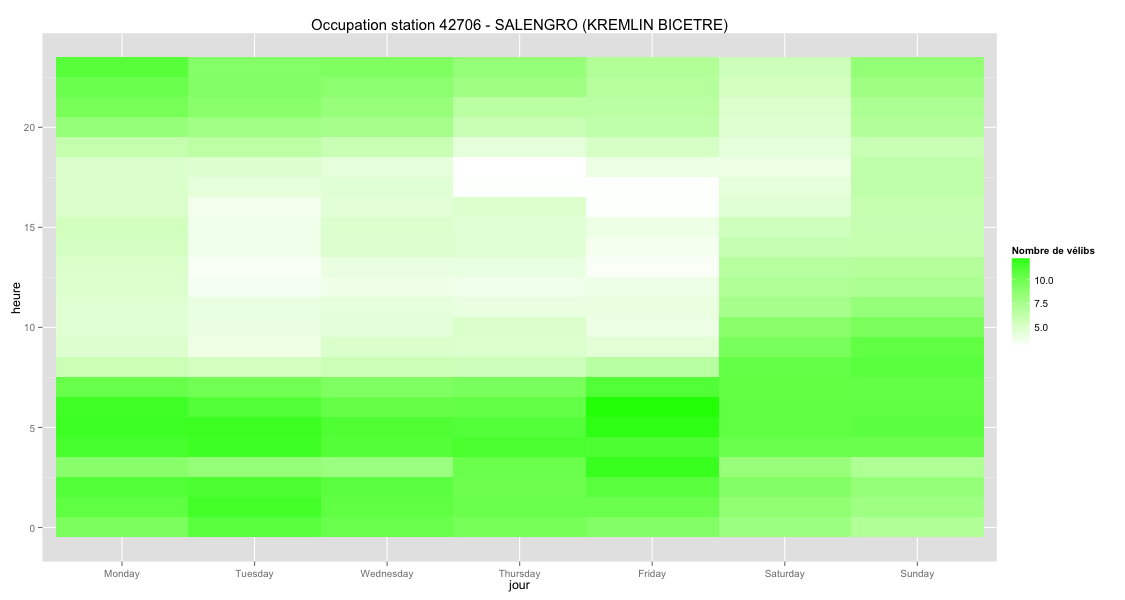 Occupation station 42706 - SALENGRO (KREMLIN BICETRE)
20
15
10
5
0
heure
Monday Tuesday Wednesday Thursday Friday Saturday Sunday
jour
Nombre de vélibs
10.0
7.5
5.0